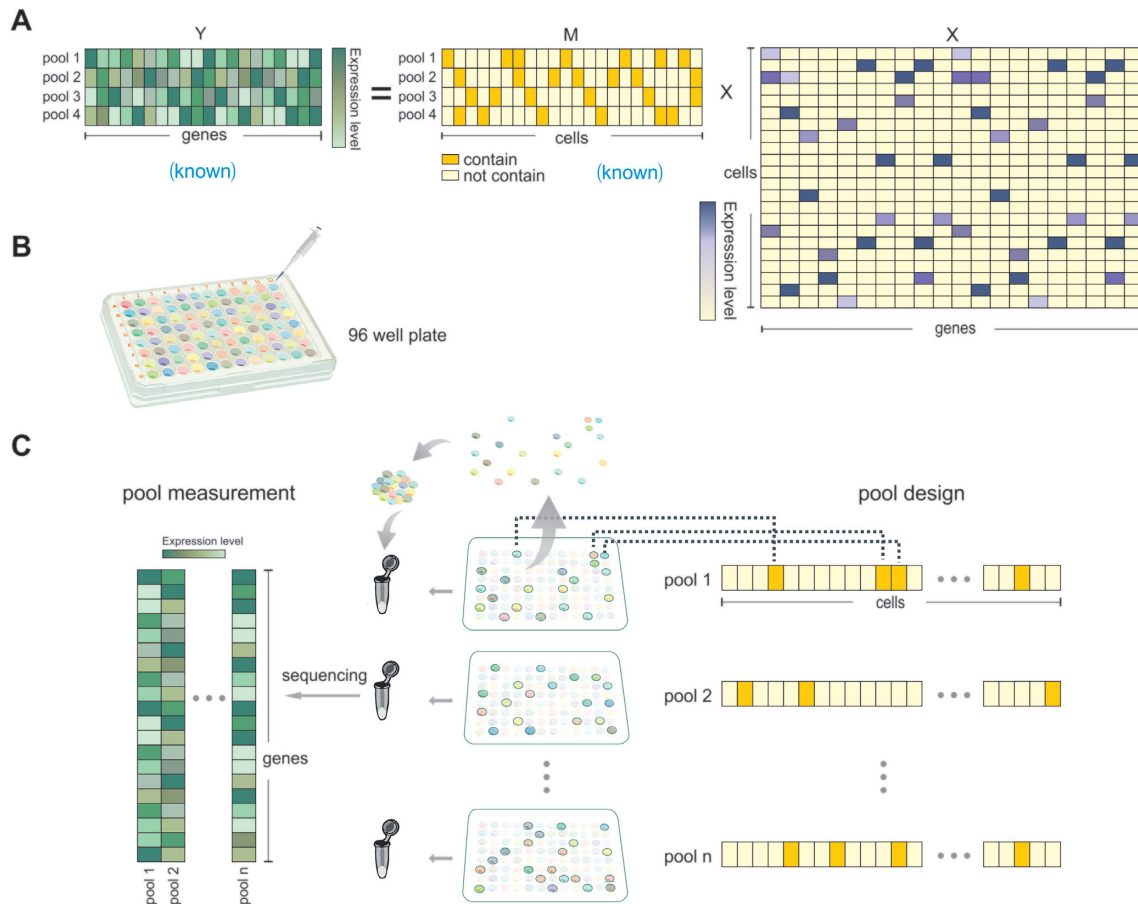 A
Y
M
X
pool 1
pool 2
pool 3
pool 4
genes
(known)
Expression level
=
pool 1
pool 2
pool 3
pool 4
cells
contain
not contain
(known)
X
cells
Expression level
genes
B
96 well plate
C
pool measurement
pool design
Expression level
genes
pool 1
pool 2
pool n
sequencing
pool 1
cells
pool 2
pool n